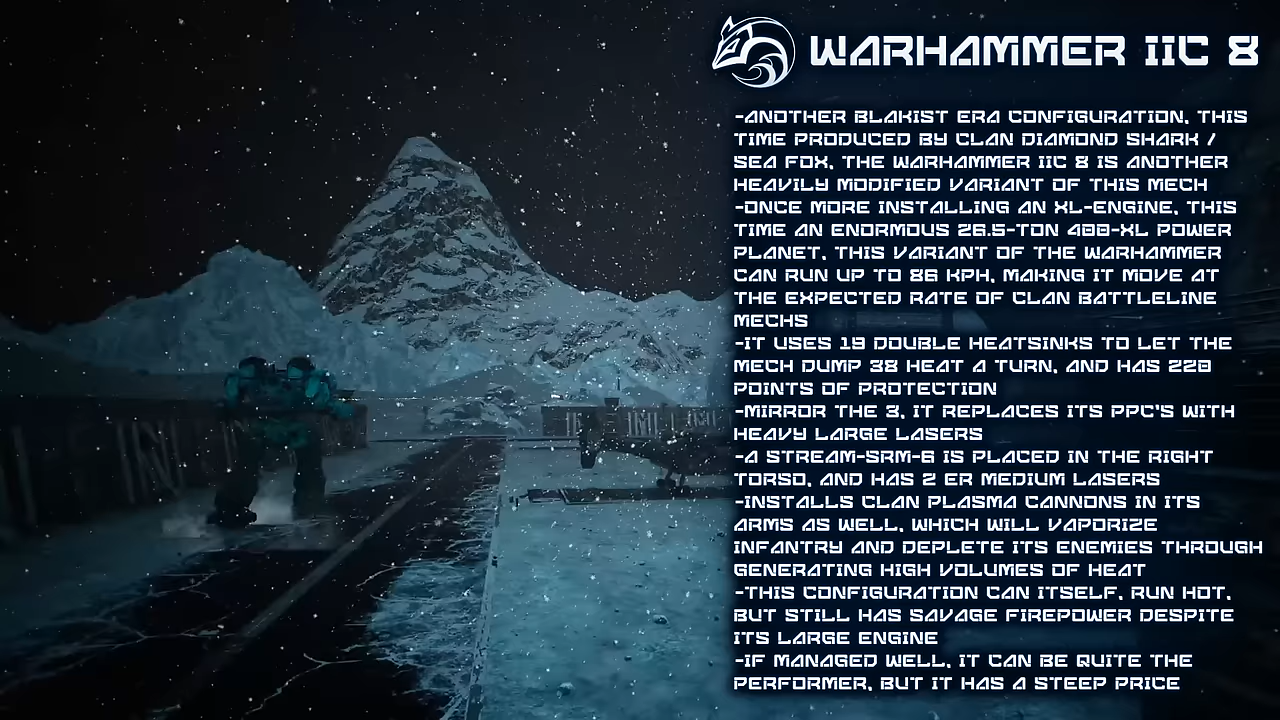 WARHAMMER IIC 8
-ANOTHER BLAKIST ERA CONFIGURATION, THIS
TIME PRODUCED BY CLAN DIAMOND SHARK /
SEA FOX, THE WARHAMMER IIC 8 IS ANOTHER
HEAVILY MODIFIED VARIANT OF THIS MECH
-ONCE MORE INSTALLING AN XL-ENGINE, THIS
TIME AN ENORMOUS 26.5-TON 400-XL POWER
PLANET, THIS VARIANT OF THE WARHAMMER
CAN RUN UP TO 86 KPH, MAKING IT MOVE AT
THE EXPECTED RATE OF CLAN BATTLELINE
MECHS
-IT USES 19 DOUBLE HEATSINKS TO LET THE
MECH DUMP 38 HEAT A TURN, AND HAS 220
POINTS OF PROTECTION
-MIRROR THE 3, IT REPLACES ITS PPC'S WITH
HEAVY LARGE LASERS
-A STREAM-SRM-6 IS PLACED IN THE RIGHT
TORSO, AND HAS 2 ER MEDIUM LASERS
-INSTALLS CLAN PLASMA CANNONS IN ITS
ARMS AS WELL, WHICH WILL VAPORIZE
INFANTRY AND DEPLETE ITS ENEMIES THROUGH
GENERATING HIGH VOLUMES OF HEAT
-THIS CONFIGURATION CAN ITSELF, RUN HOT,
BUT STILL HAS SAVAGE FIREPOWER DESPITE
ITS LARGE ENGINE
-IF MANAGED WELL, IT CAN BE QUITE THE
PERFORMER, BUT IT HAS A STEEP PRICE